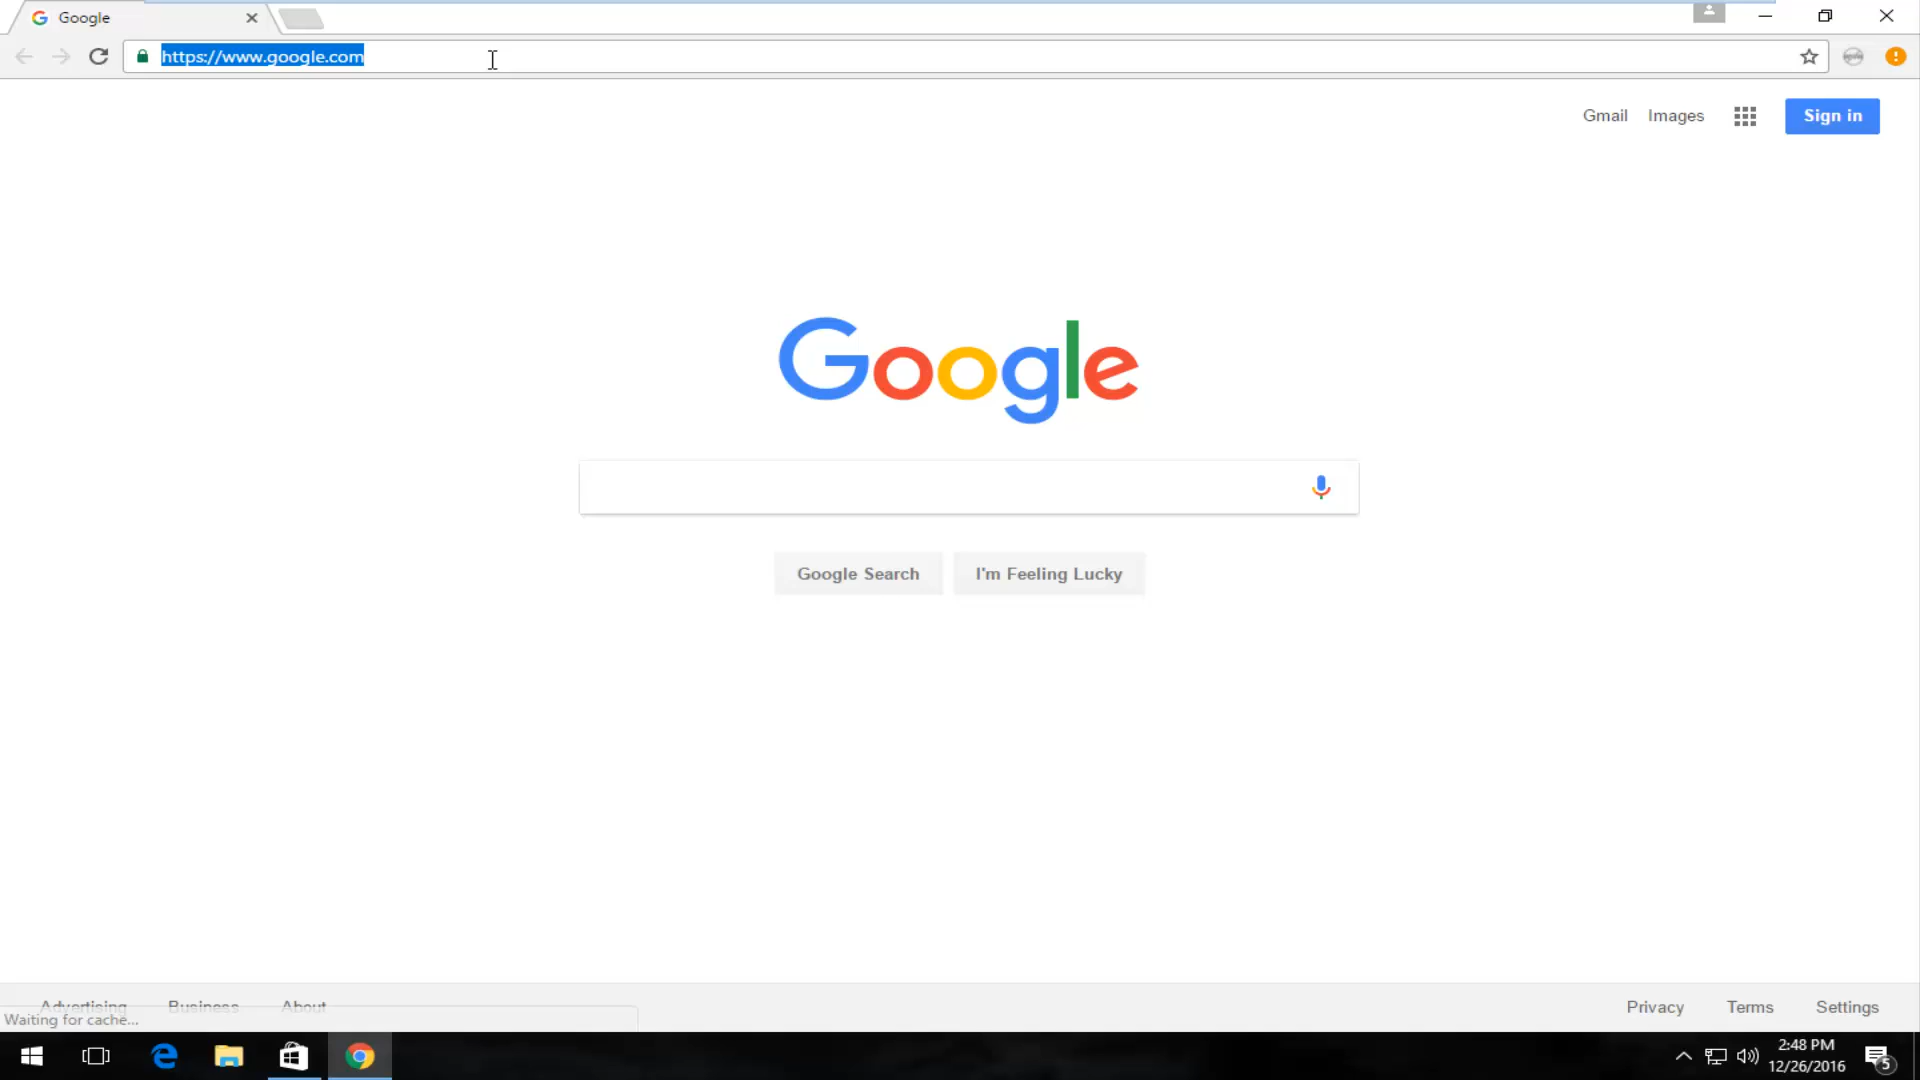 Google
https://www.google.com
Gmail Images Sign in
Google
Google Search I'm Feeling Lucky
Advertising Business About Privacy Terms Settings
Waiting for cache...
2:48 PM
12/26/2016
5